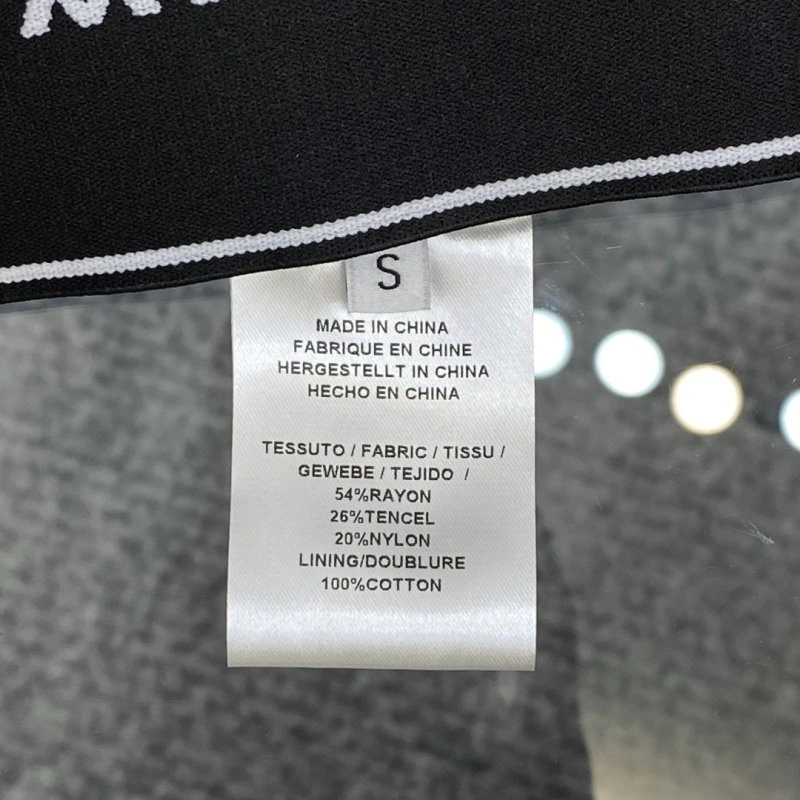 S
MADE IN CHINA
FABRIQUE EN CHINE
HERGESTELLT IN CHINA
HECHO EN CHINA
TESSUTO / FABRIC / TISSU /
GEWEBE / TEJIDO /
54%RAYON
26%TENCEL
20%NYLON
LINING/DOUBLURE
100%COTTON